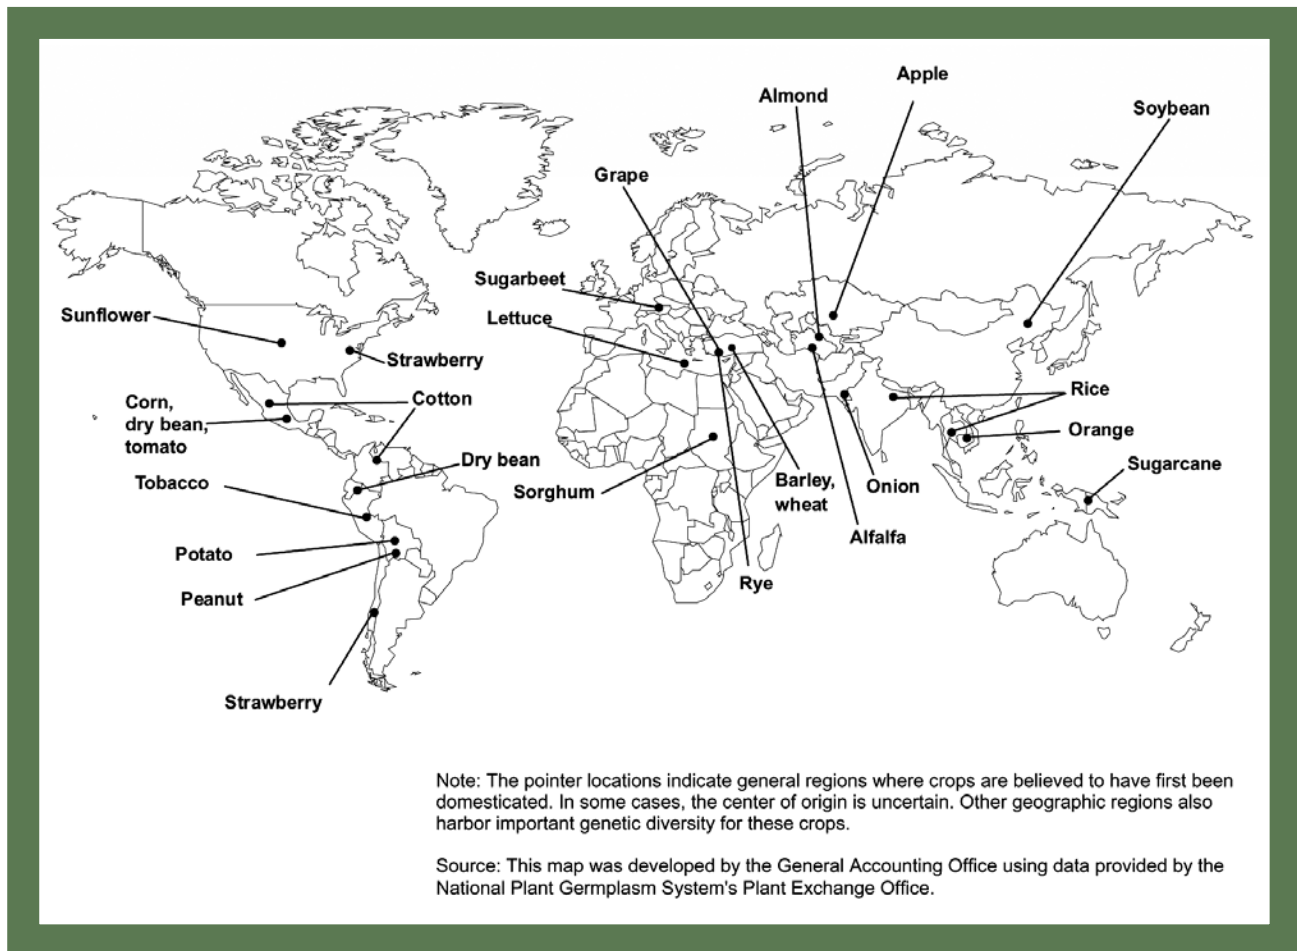 Apple
Almond
Soybean
Grape
Sugarbeet
Lettuce
Sunflower
Strawberry
Cotton
Corn,
dry bean,
tomato
Rice
Orange
Dry bean
Sugarcane
Tobacco
Sorghum
Barley,
wheat
Onion
Alfalfa
Potato
Rye
Peanut
Strawberry
Note: The pointer locations indicate general regions where crops are believed to have first been
domesticated. In some cases, the center of origin is uncertain. Other geographic regions also
harbor important genetic diversity for these crops.
Source: This map was developed by the General Accounting Office using data provided by the
National Plant Germplasm System's Plant Exchange Office.